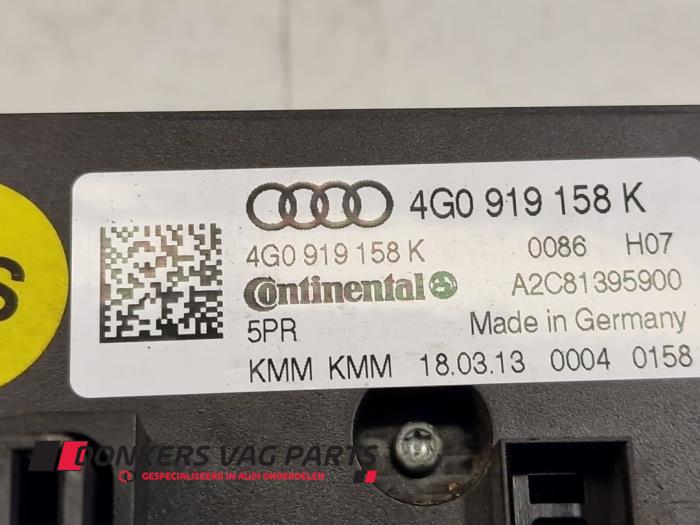 4G0 919 158 K
4G0 919 158 K 0086 H07
Continental A2C81395900
5PR Made in Germany
KMM KMM 18.03.13 0004 0158
S
DONKERS VAG PARTS
GESPECIALISEERD IN AUDI ONDERDELEN